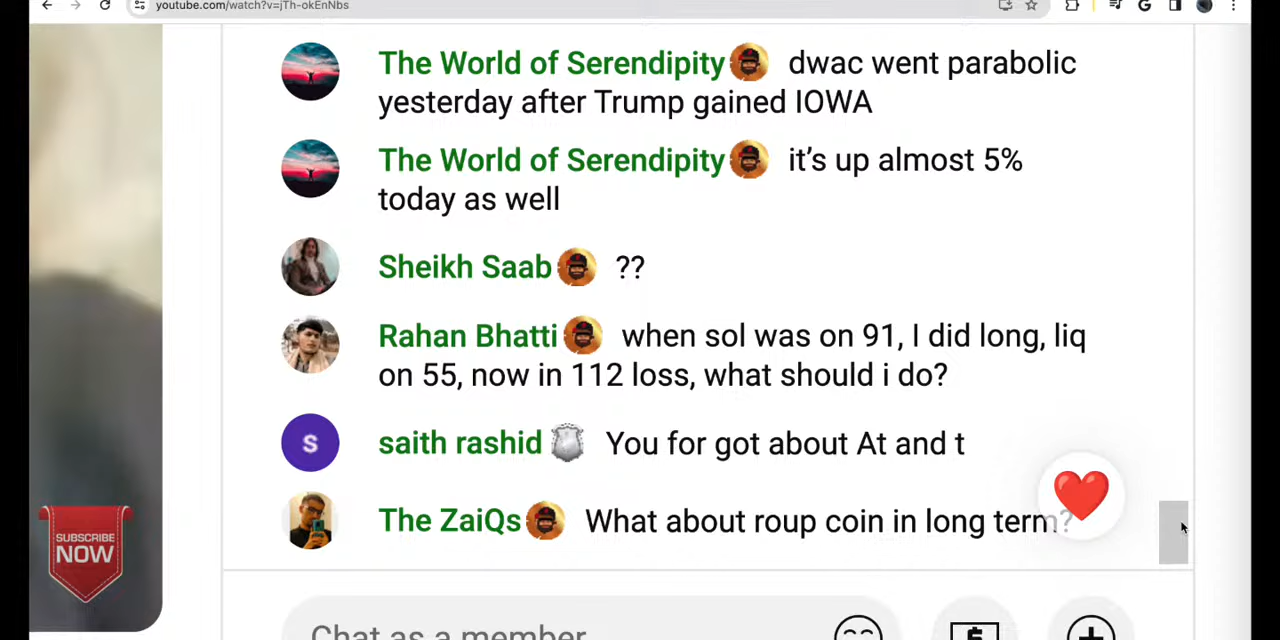 youtube.com/watch?v=jTh-okEnNbs
The World of Serendipity dwac went parabolic
yesterday after Trump gained IOWA
The World of Serendipity it’s up almost 5%
today as well
Sheikh Saab ??
Rahan Bhatti when sol was on 91, I did long, liq
on 55, now in 112 loss, what should i do?
S saith rashid You for got about At and t
The ZaiQs What about roup coin in long term?
SUBSCRIBE
NOW
Chat as a member